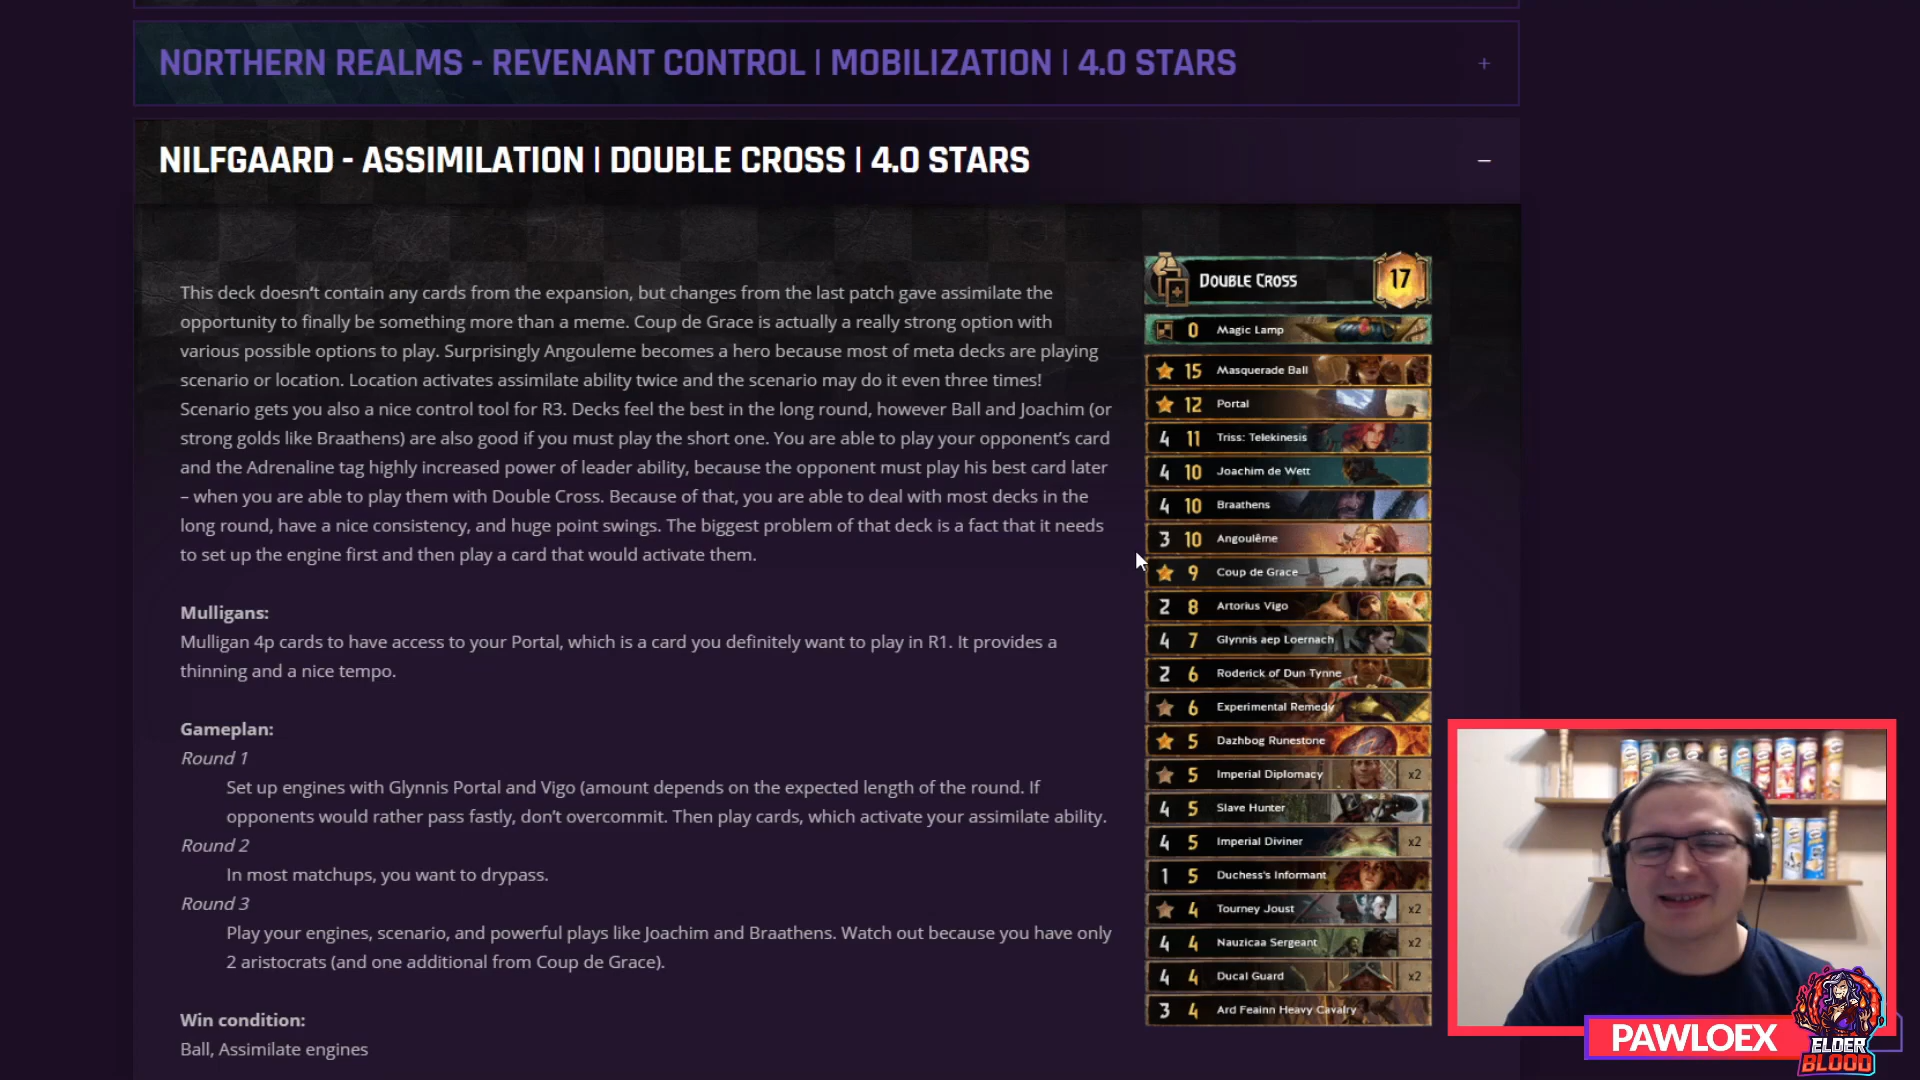 NORTHERN REALMS - REVENANT CONTROL | MOBILIZATION | 4.0 STARS
+
NILFGAARD - ASSIMILATION | DOUBLE CROSS | 4.0 STARS
–
This deck doesn't contain any cards from the expansion, but changes from the last patch gave assimilate the
opportunity to finally be something more than a meme. Coup de Grace is actually a really strong option with
various possible options to play. Surprisingly Angouleme becomes a hero because most of meta decks are playing
scenario or location. Location activates assimilate ability twice and the scenario may do it even three times!
Scenario gets you also a nice control tool for R3. Decks feel the best in the long round, however Ball and Joachim (or
strong golds like Braathens) are also good if you must play the short one. You are able to play your opponent's card
and the Adrenaline tag highly increased power of leader ability, because the opponent must play his best card later
– when you are able to play them with Double Cross. Because of that, you are able to deal with most decks in the
long round, have a nice consistency, and huge point swings. The biggest problem of that deck is a fact that it needs
to set up the engine first and then play a card that would activate them.
Mulligans:
Mulligan 4p cards to have access to your Portal, which is a card you definitely want to play in R1. It provides a
thinning and a nice tempo.
Gameplan:
Round 1
Set up engines with Glynnis Portal and Vigo (amount depends on the expected length of the round. If
opponents would rather pass fastly, don't overcommit. Then play cards, which activate your assimilate ability.
Round 2
In most matchups, you want to drypass.
Round 3
Play your engines, scenario, and powerful plays like Joachim and Braathens. Watch out because you have only
2 aristocrats (and one additional from Coup de Grace).
Win condition:
Ball, Assimilate engines
Double Cross 17
0 Magic Lamp
15 Masquerade Ball
12 Portal
4 11 Triss: Telekinesis
4 10 Joachim de Wett
4 10 Braathens
3 10 Angoulême
9 Coup de Grace
2 8 Artorius Vigo
4 7 Glynnis aep Loernach
2 6 Roderick of Dun Tynne
6 Experimental Remedy
5 Dazhbog Runestone
5 Imperial Diplomacy x2
4 5 Slave Hunter
4 5 Imperial Diviner x2
1 5 Duchess's Informant
4 Tourney Joust x2
4 4 Nauzicaa Sergeant x2
4 4 Ducal Guard x2
3 4 Ard Feainn Heavy Cavalry
PAWLOEX
ELDER
BLOOD